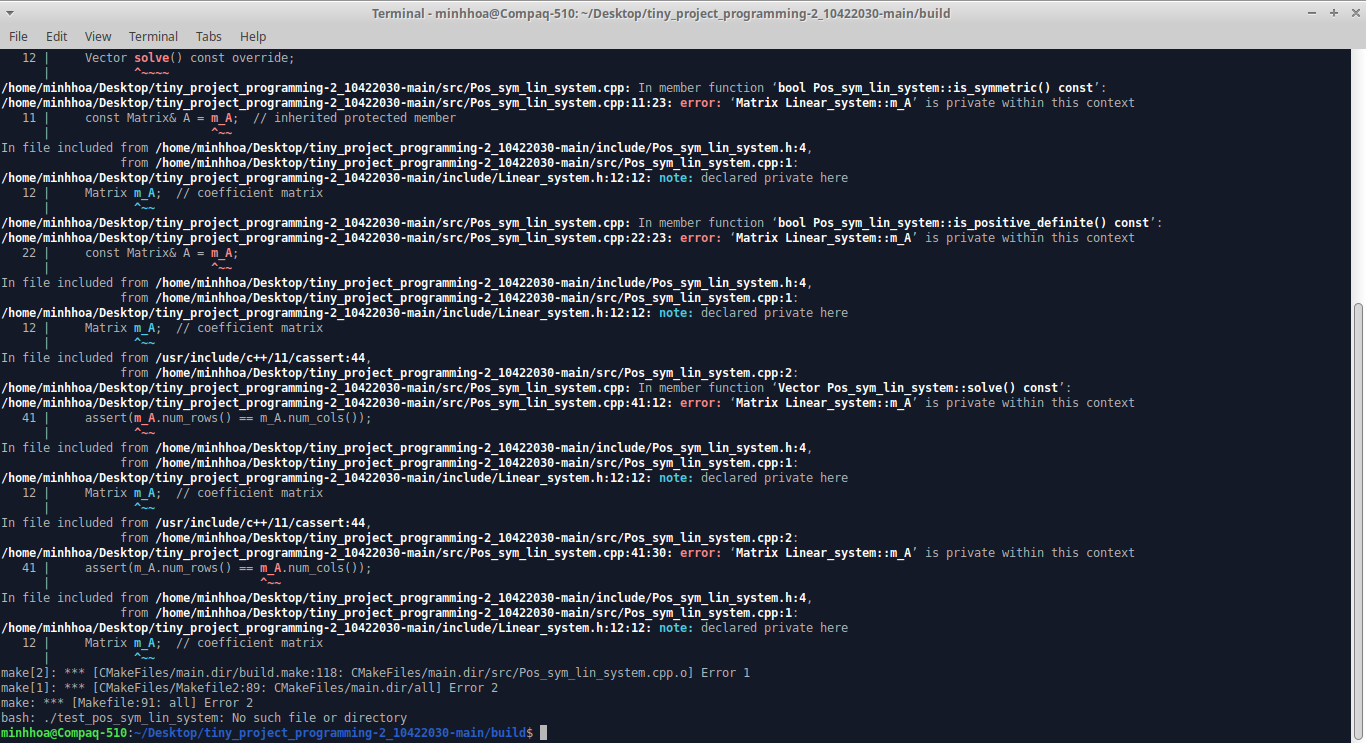 Terminal - minhhoa@Compaq-510: ~/Desktop/tiny_project_programming-2_10422030-main/build
File Edit View Terminal Tabs Help
12 | Vector solve() const override;
| ^~~~~
/home/minhhoa/Desktop/tiny_project_programming-2_10422030-main/src/Pos_sym_lin_system.cpp: In member function ‘bool Pos_sym_lin_system::is_symmetric() const’:
/home/minhhoa/Desktop/tiny_project_programming-2_10422030-main/src/Pos_sym_lin_system.cpp:11:23: error: ‘Matrix Linear_system::m_A’ is private within this context
11 | const Matrix& A = m_A; // inherited protected member
| ^~~
In file included from /home/minhhoa/Desktop/tiny_project_programming-2_10422030-main/include/Pos_sym_lin_system.h:4,
from /home/minhhoa/Desktop/tiny_project_programming-2_10422030-main/src/Pos_sym_lin_system.cpp:1:
/home/minhhoa/Desktop/tiny_project_programming-2_10422030-main/include/Linear_system.h:12:12: note: declared private here
12 | Matrix m_A; // coefficient matrix
| ^~~
/home/minhhoa/Desktop/tiny_project_programming-2_10422030-main/src/Pos_sym_lin_system.cpp: In member function ‘bool Pos_sym_lin_system::is_positive_definite() const’:
/home/minhhoa/Desktop/tiny_project_programming-2_10422030-main/src/Pos_sym_lin_system.cpp:22:23: error: ‘Matrix Linear_system::m_A’ is private within this context
22 | const Matrix& A = m_A;
| ^~~
In file included from /home/minhhoa/Desktop/tiny_project_programming-2_10422030-main/include/Pos_sym_lin_system.h:4,
from /home/minhhoa/Desktop/tiny_project_programming-2_10422030-main/src/Pos_sym_lin_system.cpp:1:
/home/minhhoa/Desktop/tiny_project_programming-2_10422030-main/include/Linear_system.h:12:12: note: declared private here
12 | Matrix m_A; // coefficient matrix
| ^~~
In file included from /usr/include/c++/11/cassert:44,
from /home/minhhoa/Desktop/tiny_project_programming-2_10422030-main/src/Pos_sym_lin_system.cpp:2:
/home/minhhoa/Desktop/tiny_project_programming-2_10422030-main/src/Pos_sym_lin_system.cpp: In member function ‘Vector Pos_sym_lin_system::solve() const’:
/home/minhhoa/Desktop/tiny_project_programming-2_10422030-main/src/Pos_sym_lin_system.cpp:41:12: error: ‘Matrix Linear_system::m_A’ is private within this context
41 | assert(m_A.num_rows() == m_A.num_cols());
| ^~~
In file included from /home/minhhoa/Desktop/tiny_project_programming-2_10422030-main/include/Pos_sym_lin_system.h:4,
from /home/minhhoa/Desktop/tiny_project_programming-2_10422030-main/src/Pos_sym_lin_system.cpp:1:
/home/minhhoa/Desktop/tiny_project_programming-2_10422030-main/include/Linear_system.h:12:12: note: declared private here
12 | Matrix m_A; // coefficient matrix
| ^~~
In file included from /usr/include/c++/11/cassert:44,
from /home/minhhoa/Desktop/tiny_project_programming-2_10422030-main/src/Pos_sym_lin_system.cpp:2:
/home/minhhoa/Desktop/tiny_project_programming-2_10422030-main/src/Pos_sym_lin_system.cpp:41:30: error: ‘Matrix Linear_system::m_A’ is private within this context
41 | assert(m_A.num_rows() == m_A.num_cols());
| ^~~
In file included from /home/minhhoa/Desktop/tiny_project_programming-2_10422030-main/include/Pos_sym_lin_system.h:4,
from /home/minhhoa/Desktop/tiny_project_programming-2_10422030-main/src/Pos_sym_lin_system.cpp:1:
/home/minhhoa/Desktop/tiny_project_programming-2_10422030-main/include/Linear_system.h:12:12: note: declared private here
12 | Matrix m_A; // coefficient matrix
| ^~~
make[2]: *** [CMakeFiles/main.dir/build.make:118: CMakeFiles/main.dir/src/Pos_sym_lin_system.cpp.o] Error 1
make[1]: *** [CMakeFiles/Makefile2:89: CMakeFiles/main.dir/all] Error 2
make: *** [Makefile:91: all] Error 2
bash: ./test_pos_sym_lin_system: No such file or directory
minhhoa@Compaq-510:~/Desktop/tiny_project_programming-2_10422030-main/build$